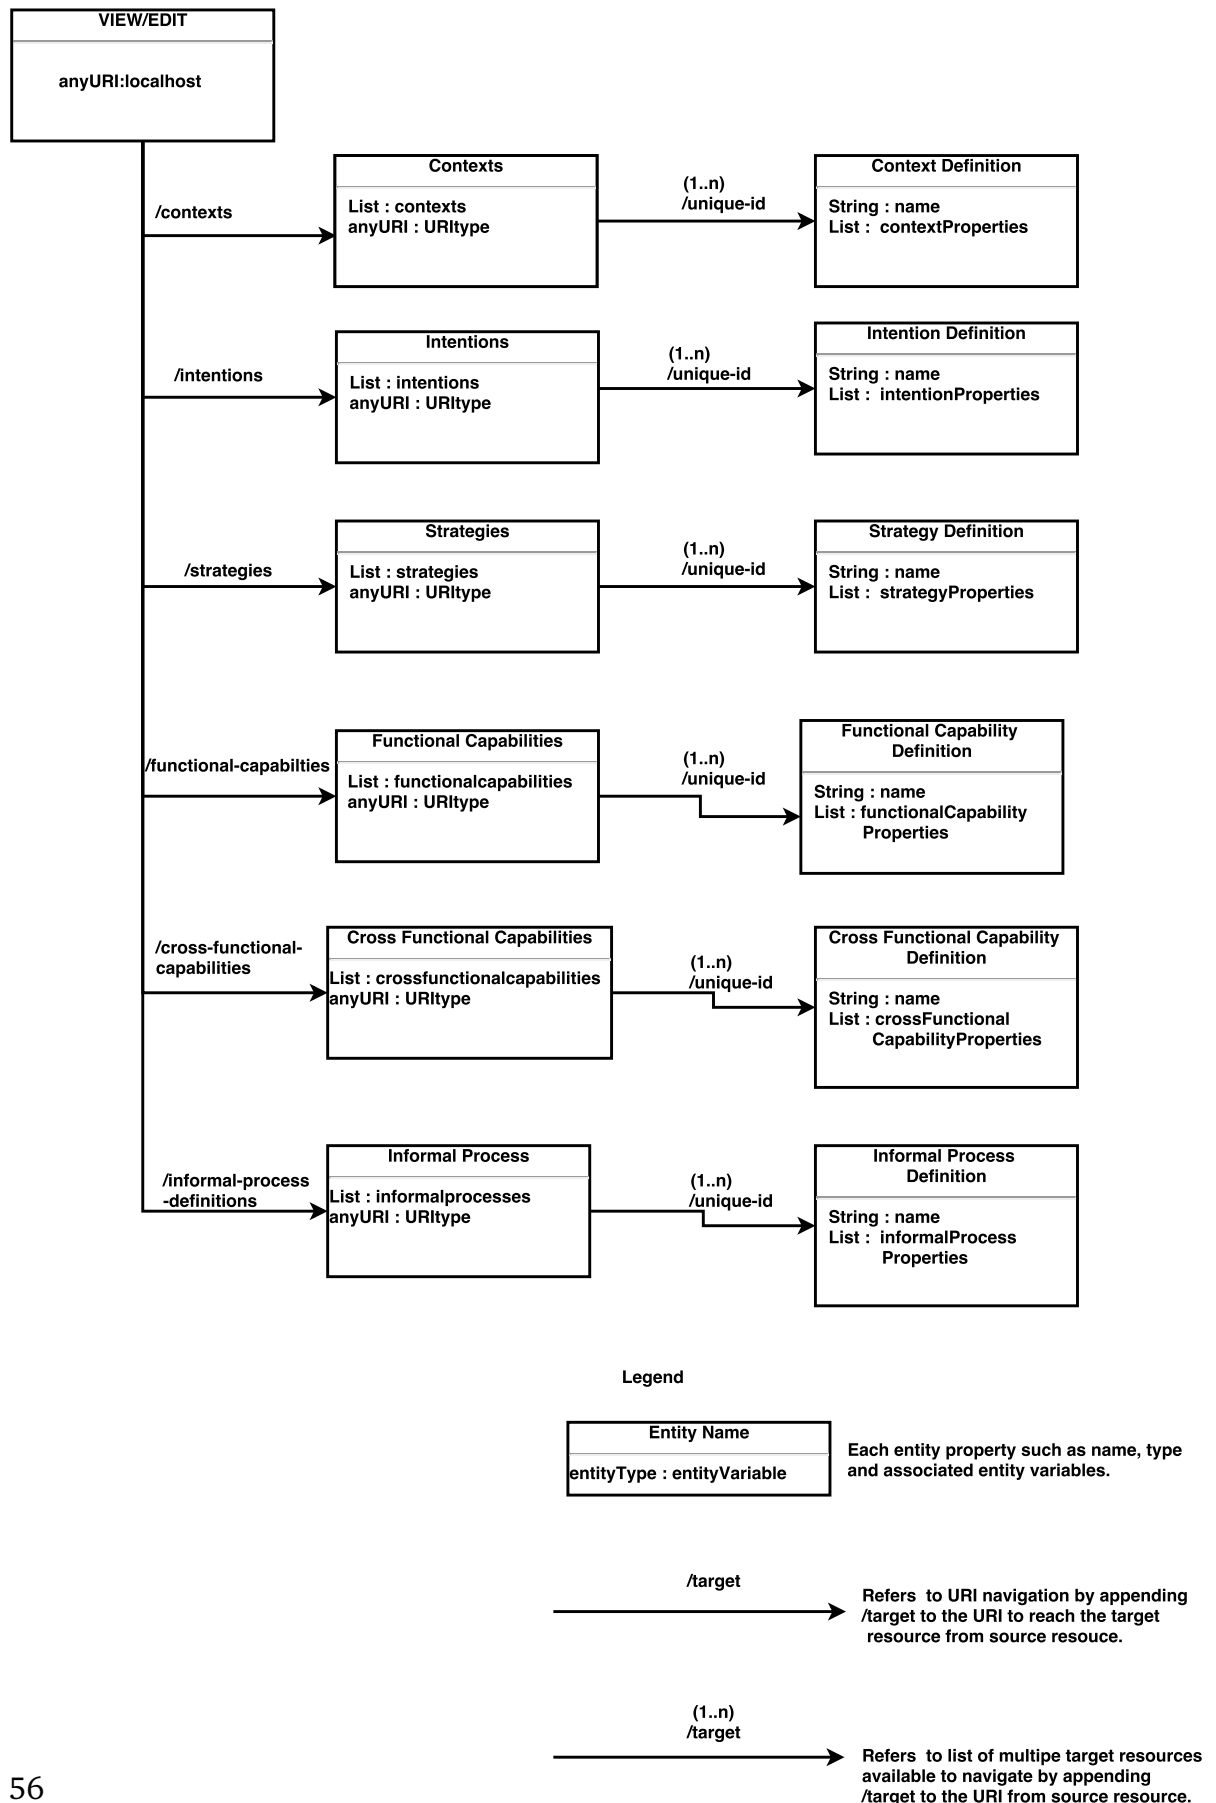 VIEW/EDIT
anyURI:localhost
/contexts
Contexts
List : contexts
anyURI : URItype
(1..n)
/unique-id
Context Definition
String : name
List :  contextProperties
/intentions
Intentions
List : intentions
anyURI : URItype
(1..n)
/unique-id
Intention Definition
String : name
List :  intentionProperties
/strategies
Strategies
List : strategies
anyURI : URItype
(1..n)
/unique-id
Strategy Definition
String : name
List :  strategyProperties
/functional-capabilties
Functional Capabilities
List : functionalcapabilities
anyURI : URItype
(1..n)
/unique-id
Functional Capability
Definition
String : name
List : functionalCapability
Properties
/cross-functional-
capabilities
Cross Functional Capabilities
List : crossfunctionalcapabilities
anyURI : URItype
(1..n)
/unique-id
Cross Functional Capability
Definition
String : name
List : crossFunctional
CapabilityProperties
/informal-process
-definitions
Informal Process
List : informalprocesses
anyURI : URItype
(1..n)
/unique-id
Informal Process
Definition
String : name
List :  informalProcess
Properties
Legend
Entity Name
entityType : entityVariable
Each entity property such as name, type
and associated entity variables.
/target
Refers  to URI navigation by appending
/target to the URI to reach the target
resource from source resouce.
(1..n)
/target
Refers  to list of multipe target resources
available to navigate by appending
/target to the URI from source resource.
56